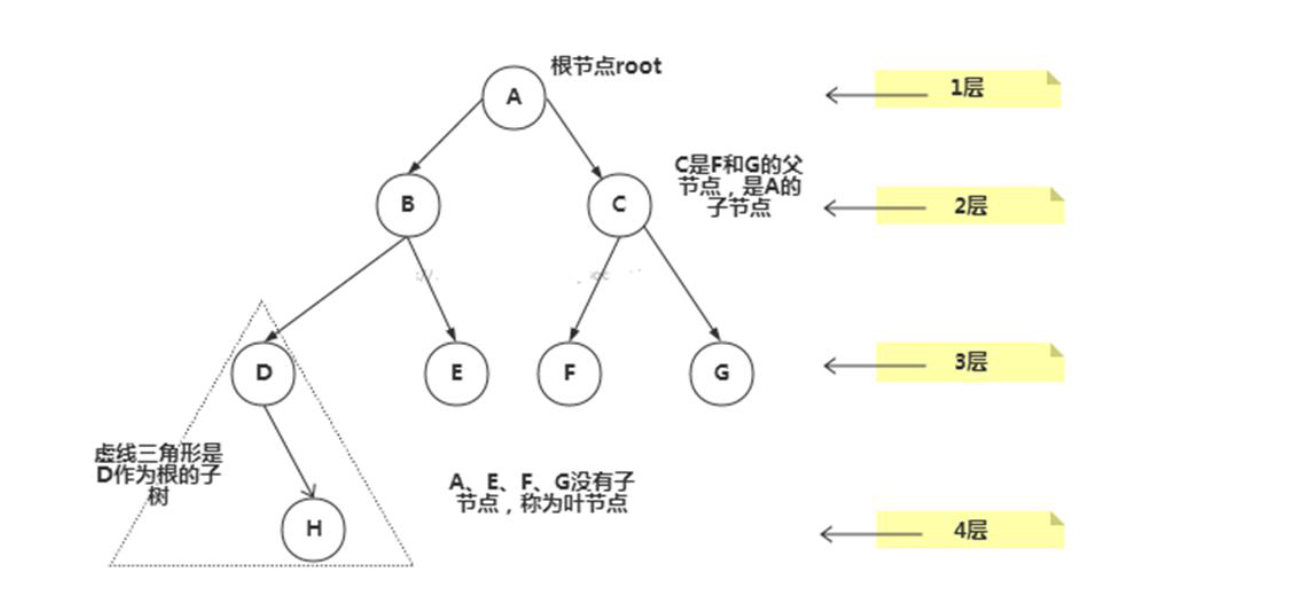 根节点root
A
1层
C是F和G的父
节点，是A的
子节点
B
C
2层
D
E
F
G
3层
虚线三角形是
D作为根的子
树
A、E、F、G没有子
节点，称为叶节点
H
4层